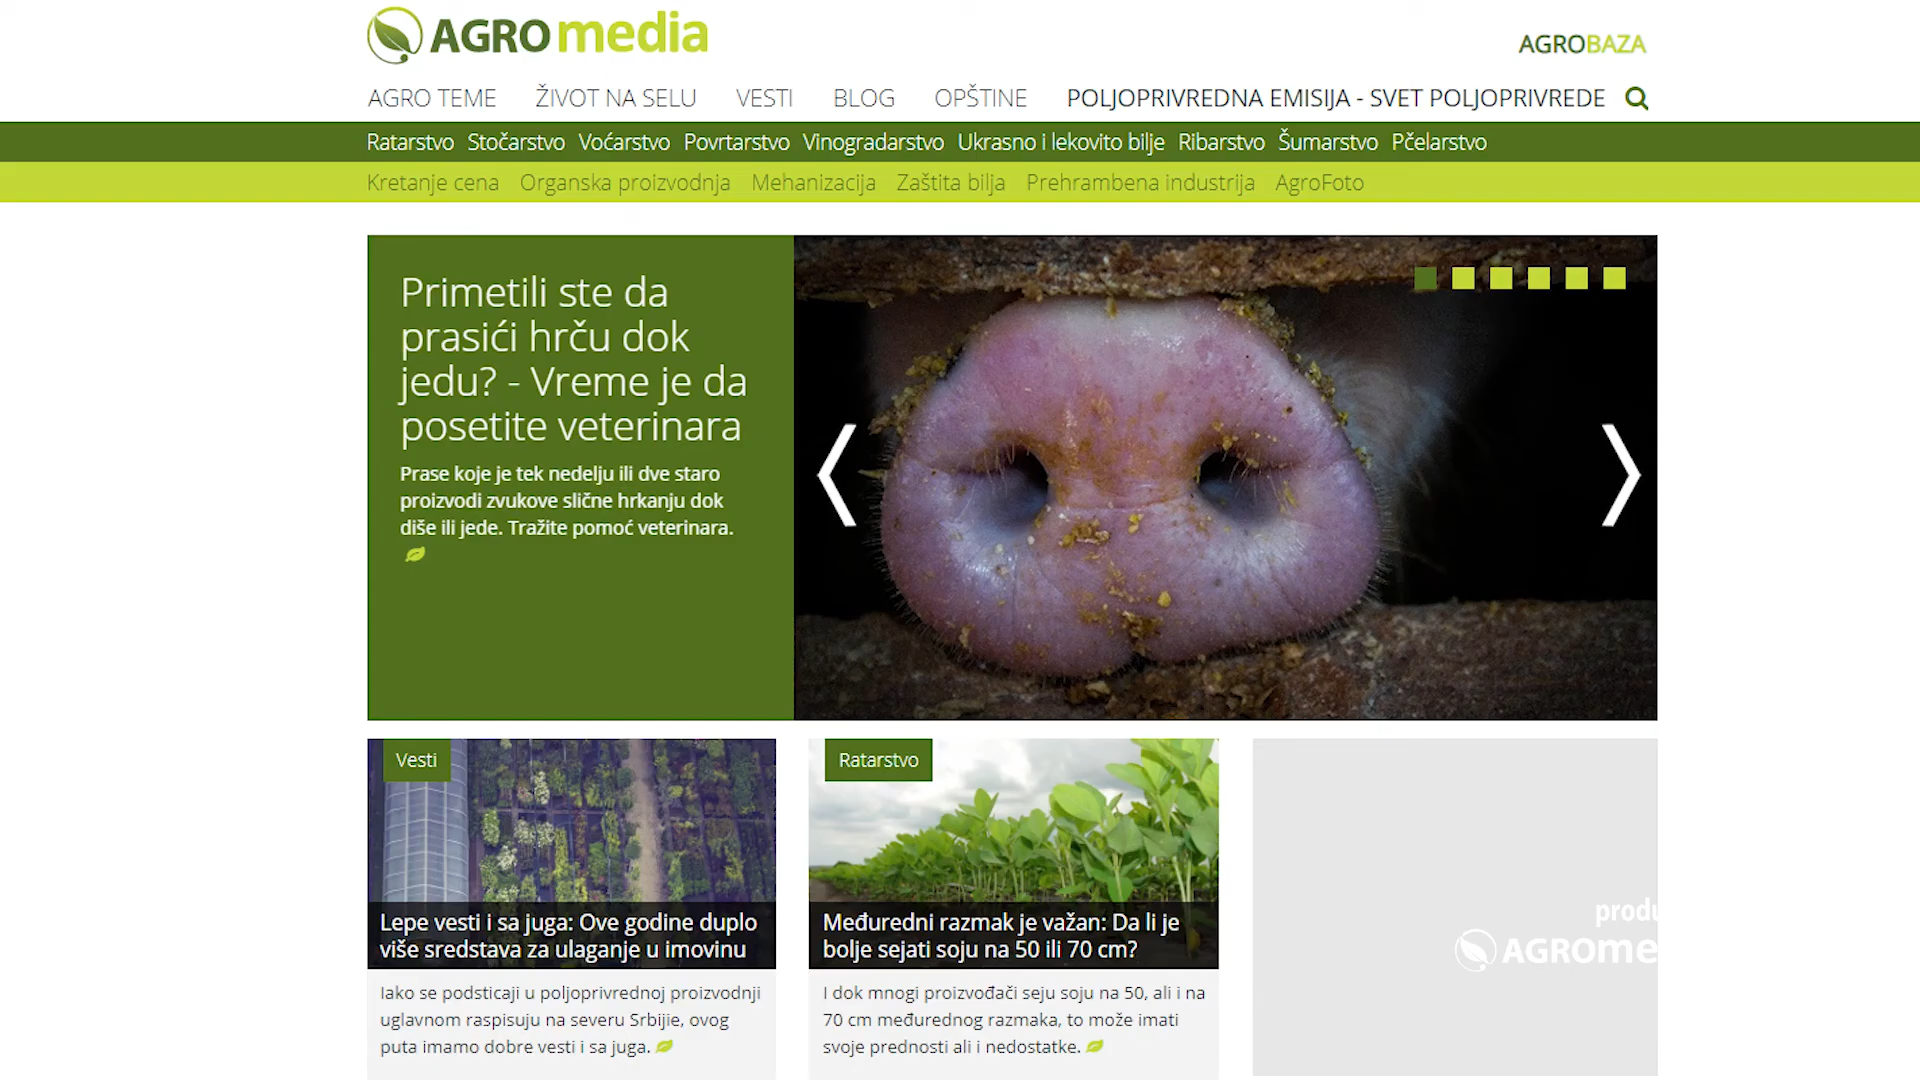 AGROmedia
AGROBAZA
AGRO TEME ŽIVOT NA SELU VESTI BLOG OPŠTINE POLJOPRIVREDNA EMISIJA - SVET POLJOPRIVREDE
Ratarstvo Stočarstvo Voćarstvo Povrtarstvo Vinogradarstvo Ukrasno i lekovito bilje Ribarstvo Šumarstvo Pčelarstvo
Kretanje cena Organska proizvodnja Mehanizacija Zaštita bilja Prehrambena industrija AgroFoto
Primetili ste da
prasići hrču dok
jedu? - Vreme je da
posetite veterinara
Prase koje je tek nedelju ili dve staro
proizvodi zvukove slične hrkanju dok
diše ili jede. Tražite pomoć veterinara.
Vesti
Lepe vesti i sa juga: Ove godine duplo
više sredstava za ulaganje u imovinu
Iako se podsticaji u poljoprivrednoj proizvodnji
uglavnom raspisuju na severu Srbijie, ovog
puta imamo dobre vesti i sa juga.
Ratarstvo
Međuredni razmak je važan: Da li je
bolje sejati soju na 50 ili 70 cm?
I dok mnogi proizvođači seju soju na 50, ali i na
70 cm međurednog razmaka, to može imati
svoje prednosti ali i nedostatke.
produ
AGROme